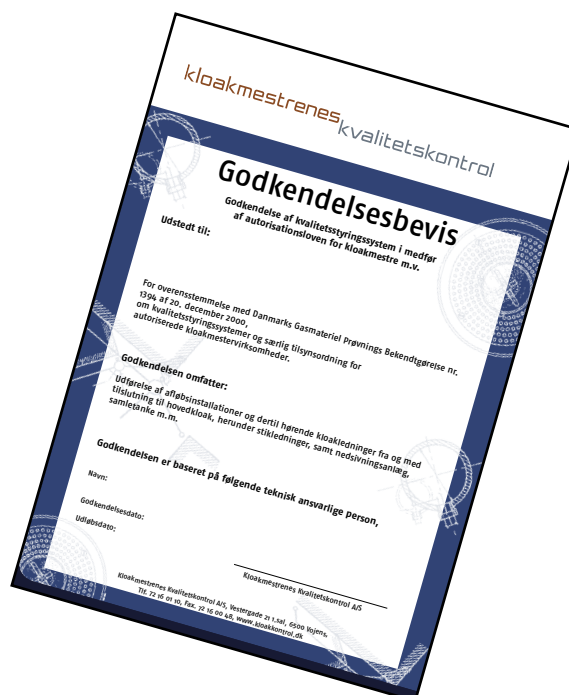 kloakmestrenes
kvalitetskontrol
Godkendelsesbevis
Godkendelse af kvalitetsstyringssystem i medfør
af autorisationsloven for kloakmestre m.v.
Udstedt til:
For overensstemmelse med Danmarks Gasmateriel Prøvnings Bekendtgørelse nr.
1394 af 20. december 2000,
om kvalitetsstyringssystemer og særlig tilsynsordning for
autoriserede kloakmestervirksomheder.
Godkendelsen omfatter:
Udførelse af afløbsinstallationer og dertil hørende kloakledninger fra og med
tilslutning til hovedkloak, herunder stikledninger, samt nedsivningsanlæg,
samletanke m.m.
Godkendelsen er baseret på følgende teknisk ansvarlige person,
Navn:
Godkendelsesdato:
Udløbsdato:
Kloakmestrenes Kvalitetskontrol A/S
Kloakmestrenes Kvalitetskontrol A/S, Vestergade 21 1.sal, 6500 Vojens,
Tlf. 72 16 01 10, Fax. 72 16 00 48, www.kloakkontrol.dk